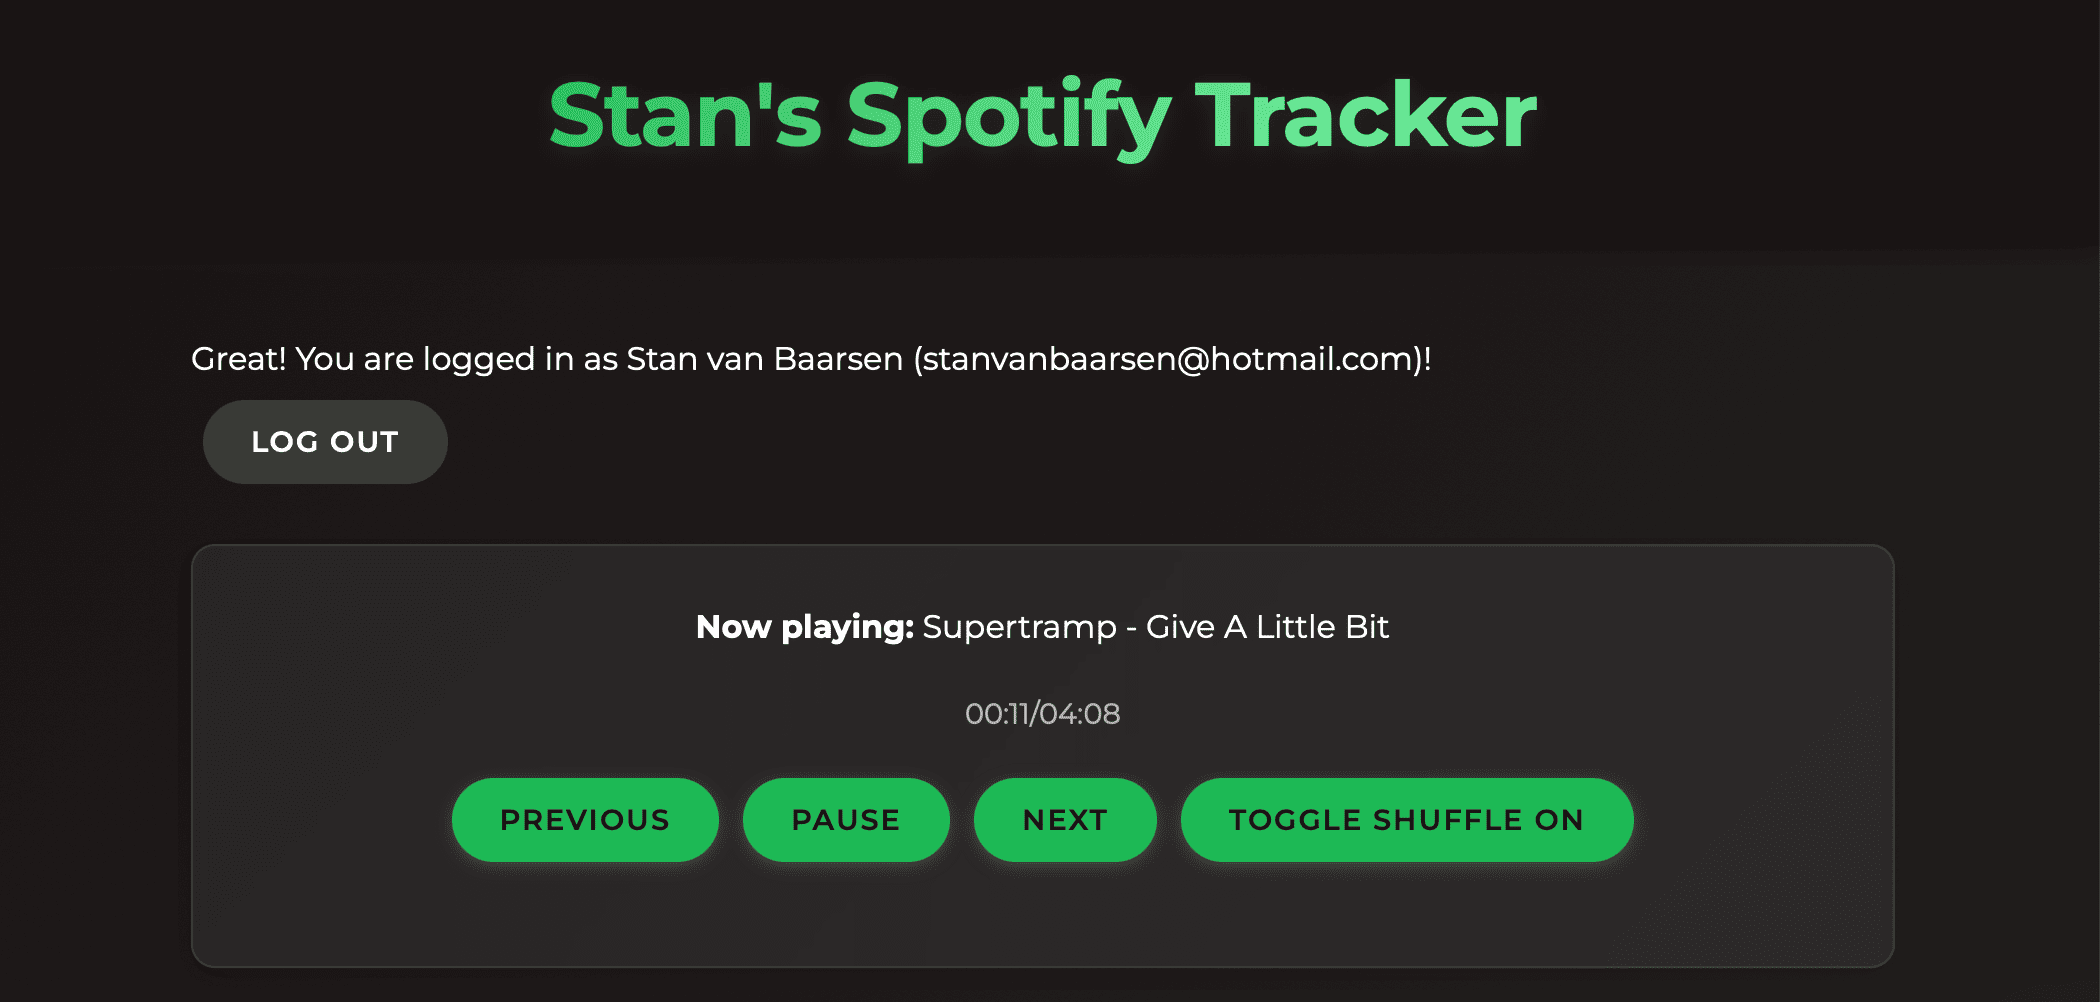 Stan's Spotify Tracker
Great! You are logged in as Stan van Baarsen (stanvanbaarsen@hotmail.com)!
LOG OUT
Now playing: Supertramp - Give A Little Bit
00:11/04:08
PREVIOUS PAUSE NEXT TOGGLE SHUFFLE ON